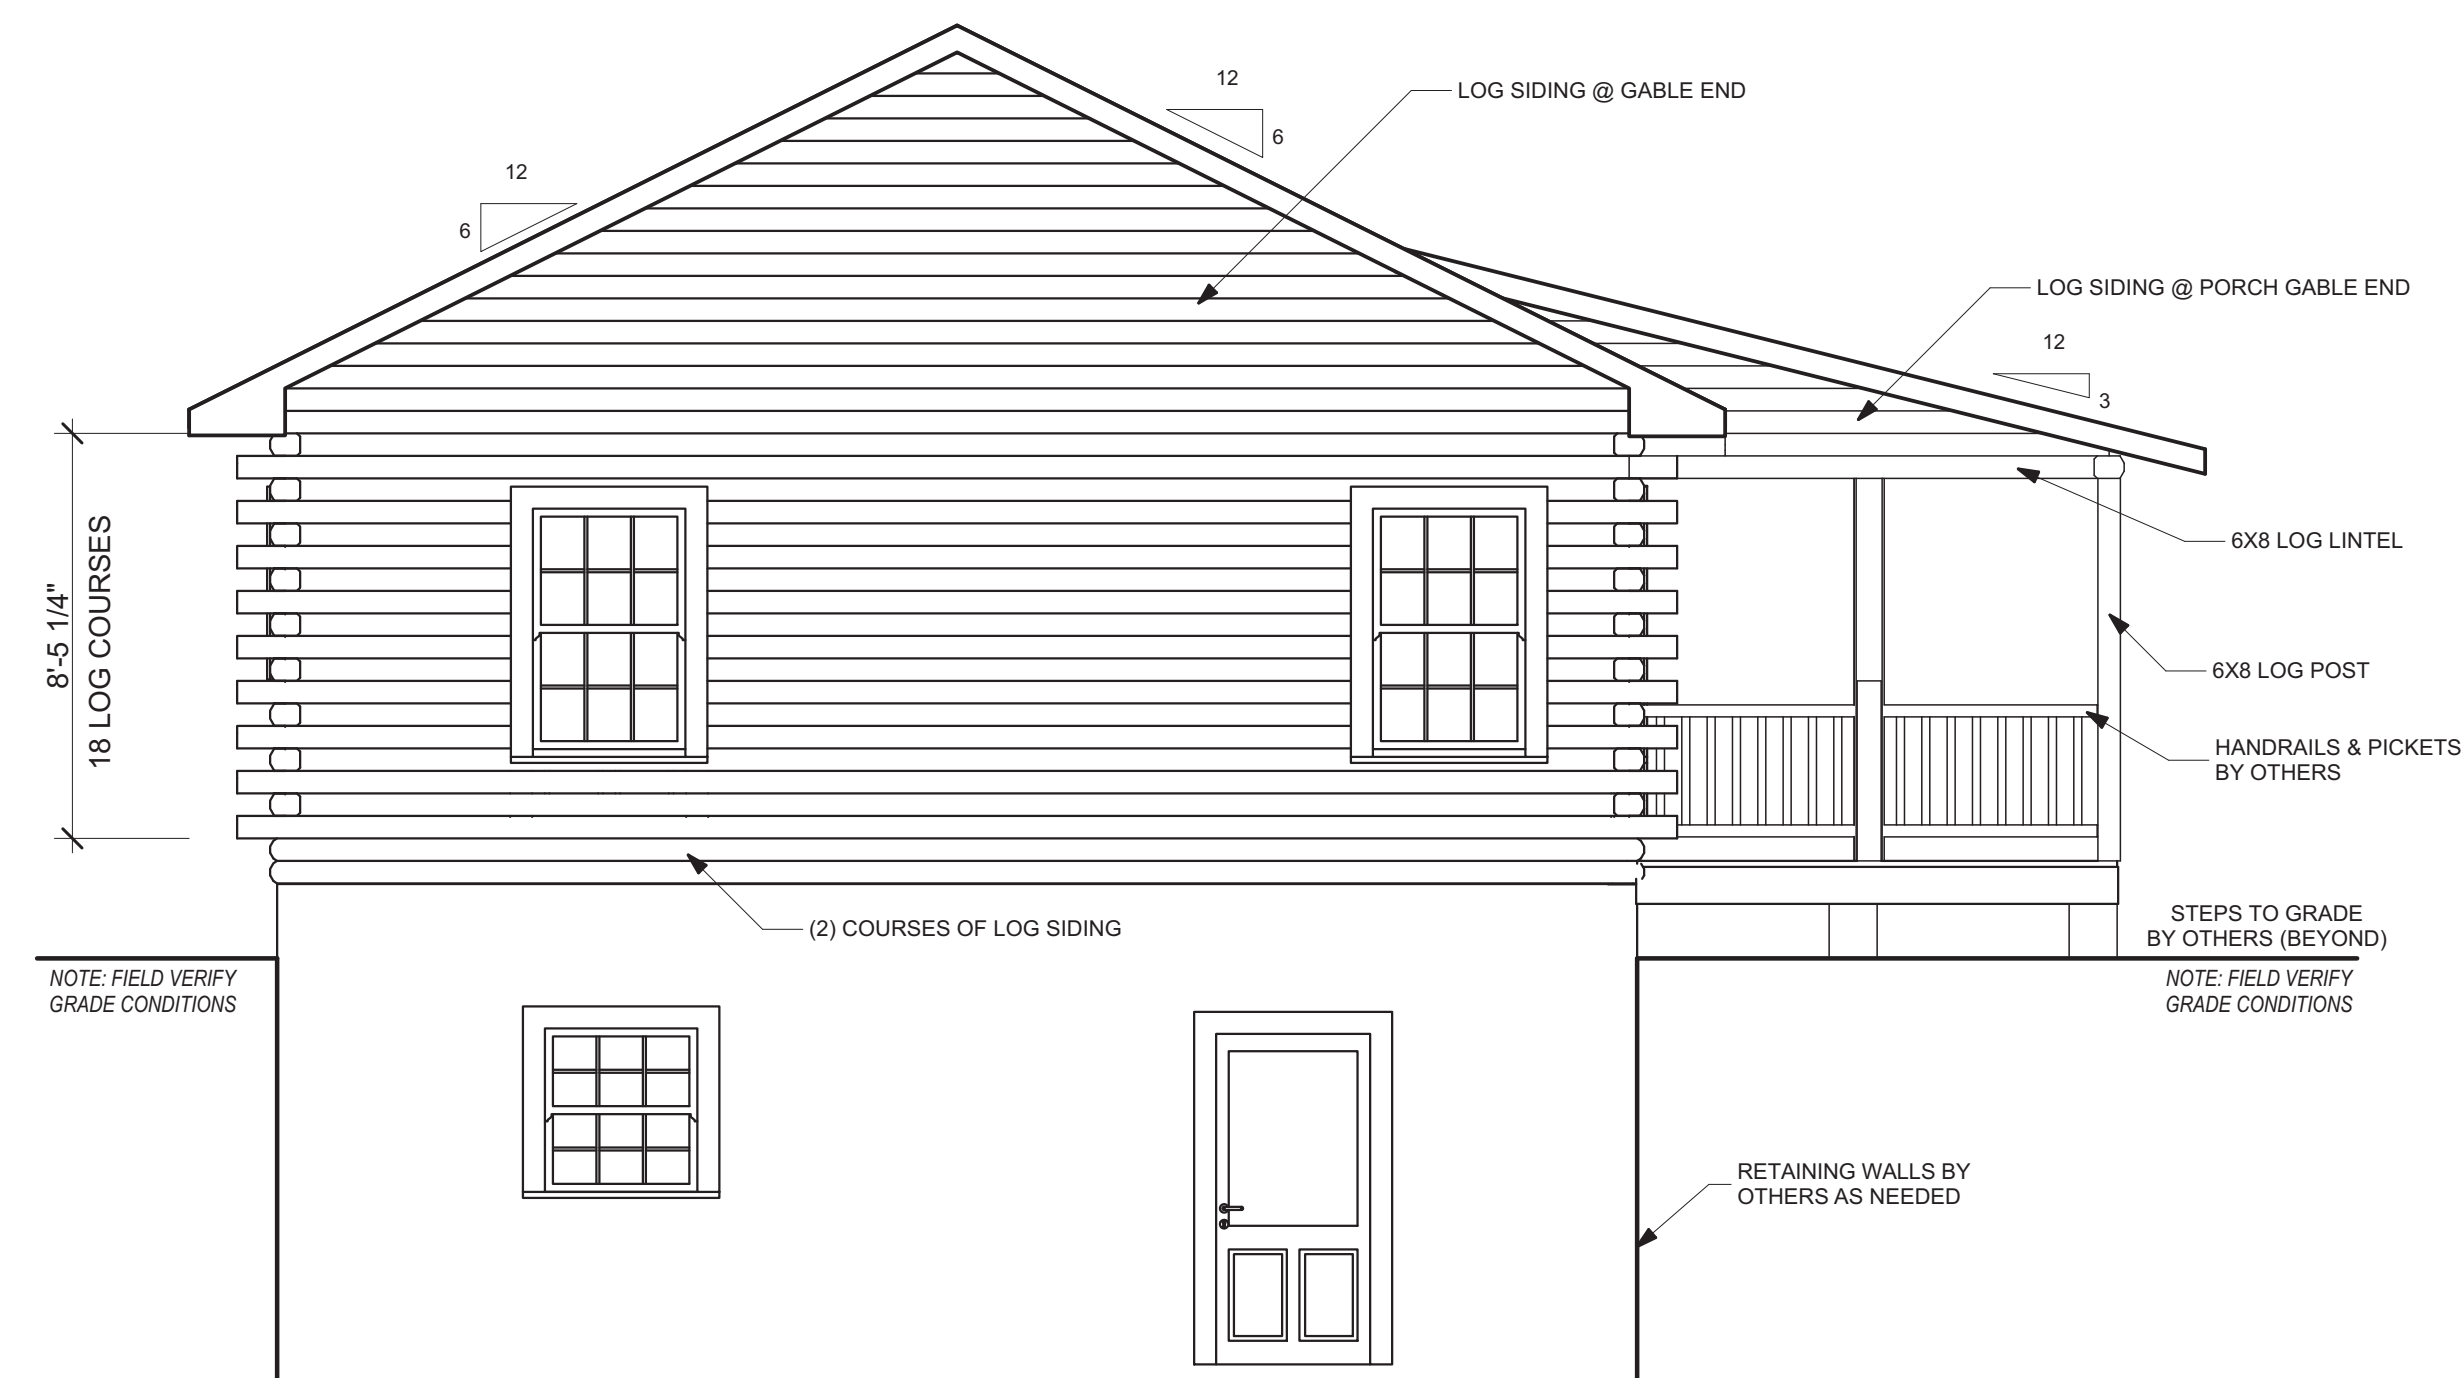 12
6
LOG SIDING @ GABLE END
12
6
LOG SIDING @ PORCH GABLE END
12
3
8'-5 1/4"
18 LOG COURSES
6X8 LOG LINTEL
6X8 LOG POST
HANDRAILS & PICKETS
BY OTHERS
(2) COURSES OF LOG SIDING
STEPS TO GRADE
BY OTHERS (BEYOND)
NOTE: FIELD VERIFY
GRADE CONDITIONS
NOTE: FIELD VERIFY
GRADE CONDITIONS
RETAINING WALLS BY
OTHERS AS NEEDED